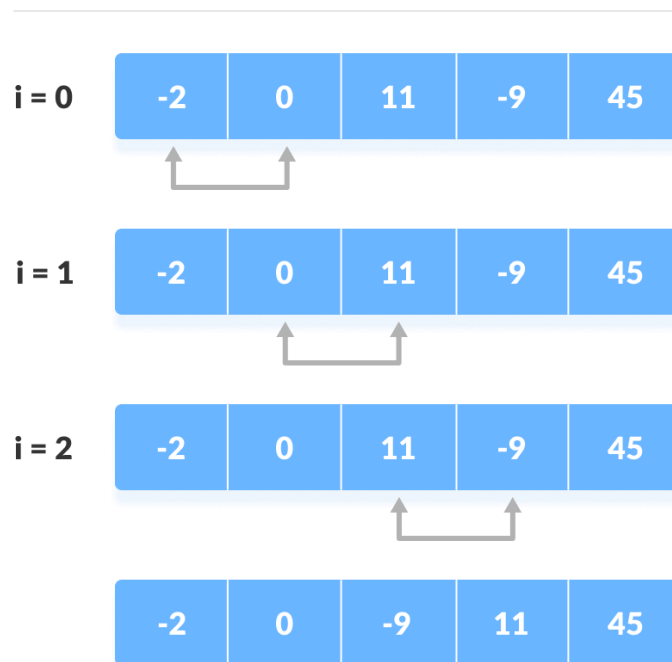 i = 0 -2 0 11 -9 45
i = 1 -2 0 11 -9 45
i = 2 -2 0 11 -9 45
-2 0 -9 11 45